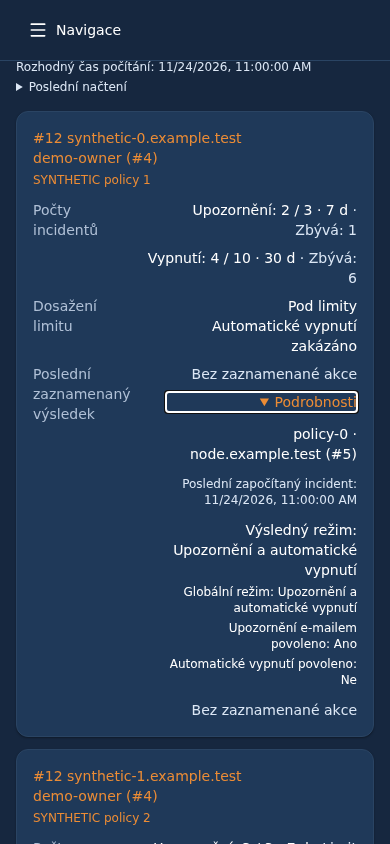 Navigace
Rozhodný čas počítání: 11/24/2026, 11:00:00 AM
Poslední načtení
#12 synthetic-0.example.test
demo-owner (#4)
SYNTHETIC policy 1
Počty
incidentů
Upozornění: 2 / 3 · 7 d ·
Zbývá: 1
Vypnutí: 4 / 10 · 30 d · Zbývá:
6
Dosažení
limitu
Pod limity
Automatické vypnutí
zakázáno
Poslední
zaznamenaný
výsledek
Bez zaznamenané akce
Podrobnosti
policy-0 ·
node.example.test (#5)
Poslední započítaný incident:
11/24/2026, 11:00:00 AM
Výsledný režim:
Upozornění a automatické
vypnutí
Globální režim: Upozornění a
automatické vypnutí
Upozornění e-mailem
povoleno: Ano
Automatické vypnutí povoleno:
Ne
Bez zaznamenané akce
#12 synthetic-1.example.test
demo-owner (#4)
SYNTHETIC policy 2